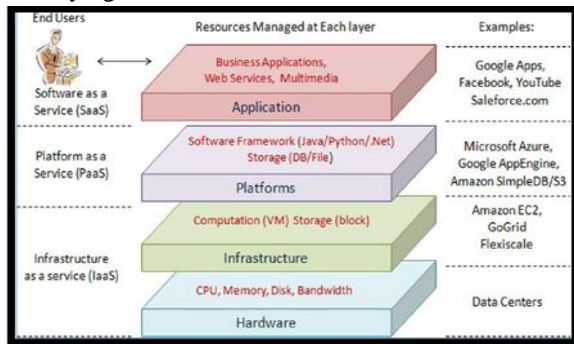 End Users
Resources Managed at Each layer
Examples:
Business Applications,
Web Services, Multimedia
Application
Software as a
Service (SaaS)
Google Apps,
Facebook, YouTube
Saleforce.com
Software Framework (Java/Python/.Net)
Storage (DB/File)
Platforms
Platform as a
Service (PaaS)
Microsoft Azure,
Google AppEngine,
Amazon SimpleDB/S3
Computation (VM) Storage (block)
Infrastructure
Amazon EC2,
GoGrid
Flexiscale
Infrastructure
as a service (IaaS)
CPU, Memory, Disk, Bandwidth
Hardware
Data Centers